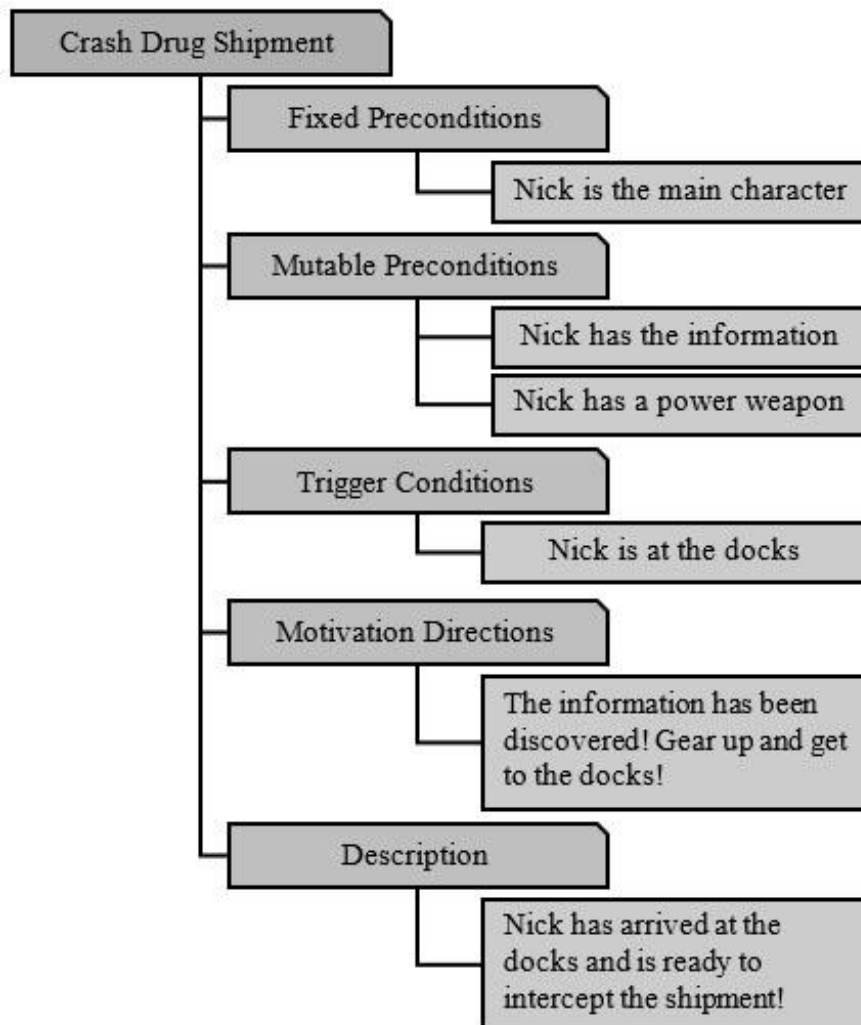 Crash Drug Shipment
Fixed Preconditions
Nick is the main character
Mutable Preconditions
Nick has the information
Nick has a power weapon
Trigger Conditions
Nick is at the docks
Motivation Directions
The information has been
discovered! Gear up and get
to the docks!
Description
Nick has arrived at the
docks and is ready to
intercept the shipment!